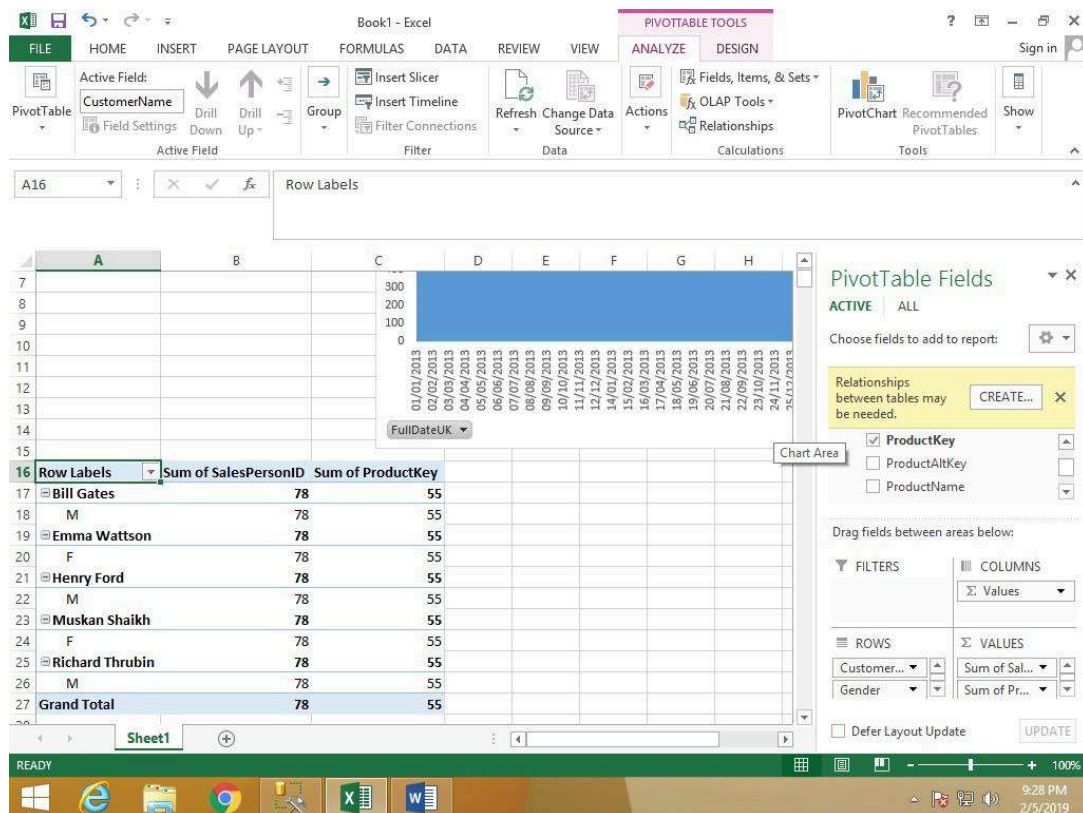 Book1 - Excel
PIVOTTABLE TOOLS
FILE HOME INSERT PAGE LAYOUT FORMULAS DATA REVIEW VIEW ANALYZE DESIGN Sign in
PivotTable
Active Field:
CustomerName
Field Settings
Drill Down
Drill Up
Active Field
Group
Insert Slicer
Insert Timeline
Filter Connections
Filter
Refresh
Change Data Source
Data
Actions
Fields, Items, & Sets
OLAP Tools
Relationships
Calculations
PivotChart
Recommended PivotTables
Tools
Show
A16 fx Row Labels
A B C D E F G H
7
8
9
10
11
12
13
14
15
300
200
100
0
01/01/2013
02/02/2013
03/03/2013
04/04/2013
05/05/2013
06/06/2013
07/07/2013
08/08/2013
09/09/2013
10/10/2013
11/11/2013
12/12/2013
14/01/2013
15/02/2013
16/03/2013
17/04/2013
18/05/2013
19/06/2013
20/07/2013
21/08/2013
22/09/2013
23/10/2013
24/11/2013
25/12/2013
FullDateUK
Chart Area
16 Row Labels Sum of SalesPersonID Sum of ProductKey
17 Bill Gates 78 55
18 M 78 55
19 Emma Wattson 78 55
20 F 78 55
21 Henry Ford 78 55
22 M 78 55
23 Muskan Shaikh 78 55
24 F 78 55
25 Richard Thrubin 78 55
26 M 78 55
27 Grand Total 78 55
Sheet1
PivotTable Fields
ACTIVE ALL
Choose fields to add to report:
Relationships
between tables may
be needed.
CREATE...
ProductKey
ProductAltKey
ProductName
Drag fields between areas below:
FILTERS
COLUMNS
Σ Values
ROWS
Customer...
Gender
Σ VALUES
Sum of Sal...
Sum of Pr...
Defer Layout Update
UPDATE
READY
100%
9:28 PM
2/5/2019